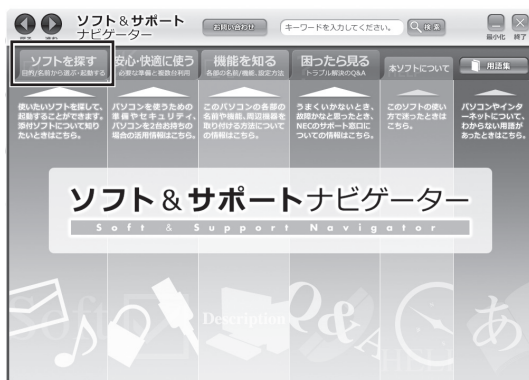 ソフト&サポート
ナビゲーター
お問い合わせ
キーワードを入力してください。
検索
最小化 終了
ソフトを探す
目的/名前から選ぶ・起動する
安心・快適に使う
必要な準備と複数台利用
機能を知る
各部の名前/機能、設定方法
困ったら見る
トラブル解決のQ&A
本ソフトについて
用語集
使いたいソフトを探して、
起動することができます。
添付ソフトについて知り
たいときはこちら。
パソコンを使うための
準備やセキュリティ、
パソコンを2台お持ちの
場合の活用情報はこちら。
このパソコンの各部の
名前や機能、周辺機器を
取り付ける方法について
の情報はこちら。
うまくいかないとき、
故障かなと思ったとき、
NECのサポート窓口に
ついての情報はこちら。
このソフトの使い
方で迷ったときは
こちら。
パソコンやインタ
ーネットについて、
わからない用語が
あったときはこちら。
ソフト&サポートナビゲーター
Soft & Support Navigator
Soft
Description
Q&A
HELP
あ